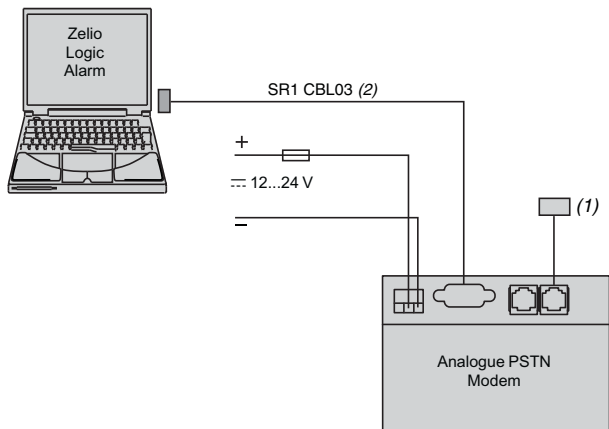 Zelio
Logic
Alarm
SR1 CBL03 (2)
+
⎓ 12...24 V
–
(1)
Analogue PSTN
Modem